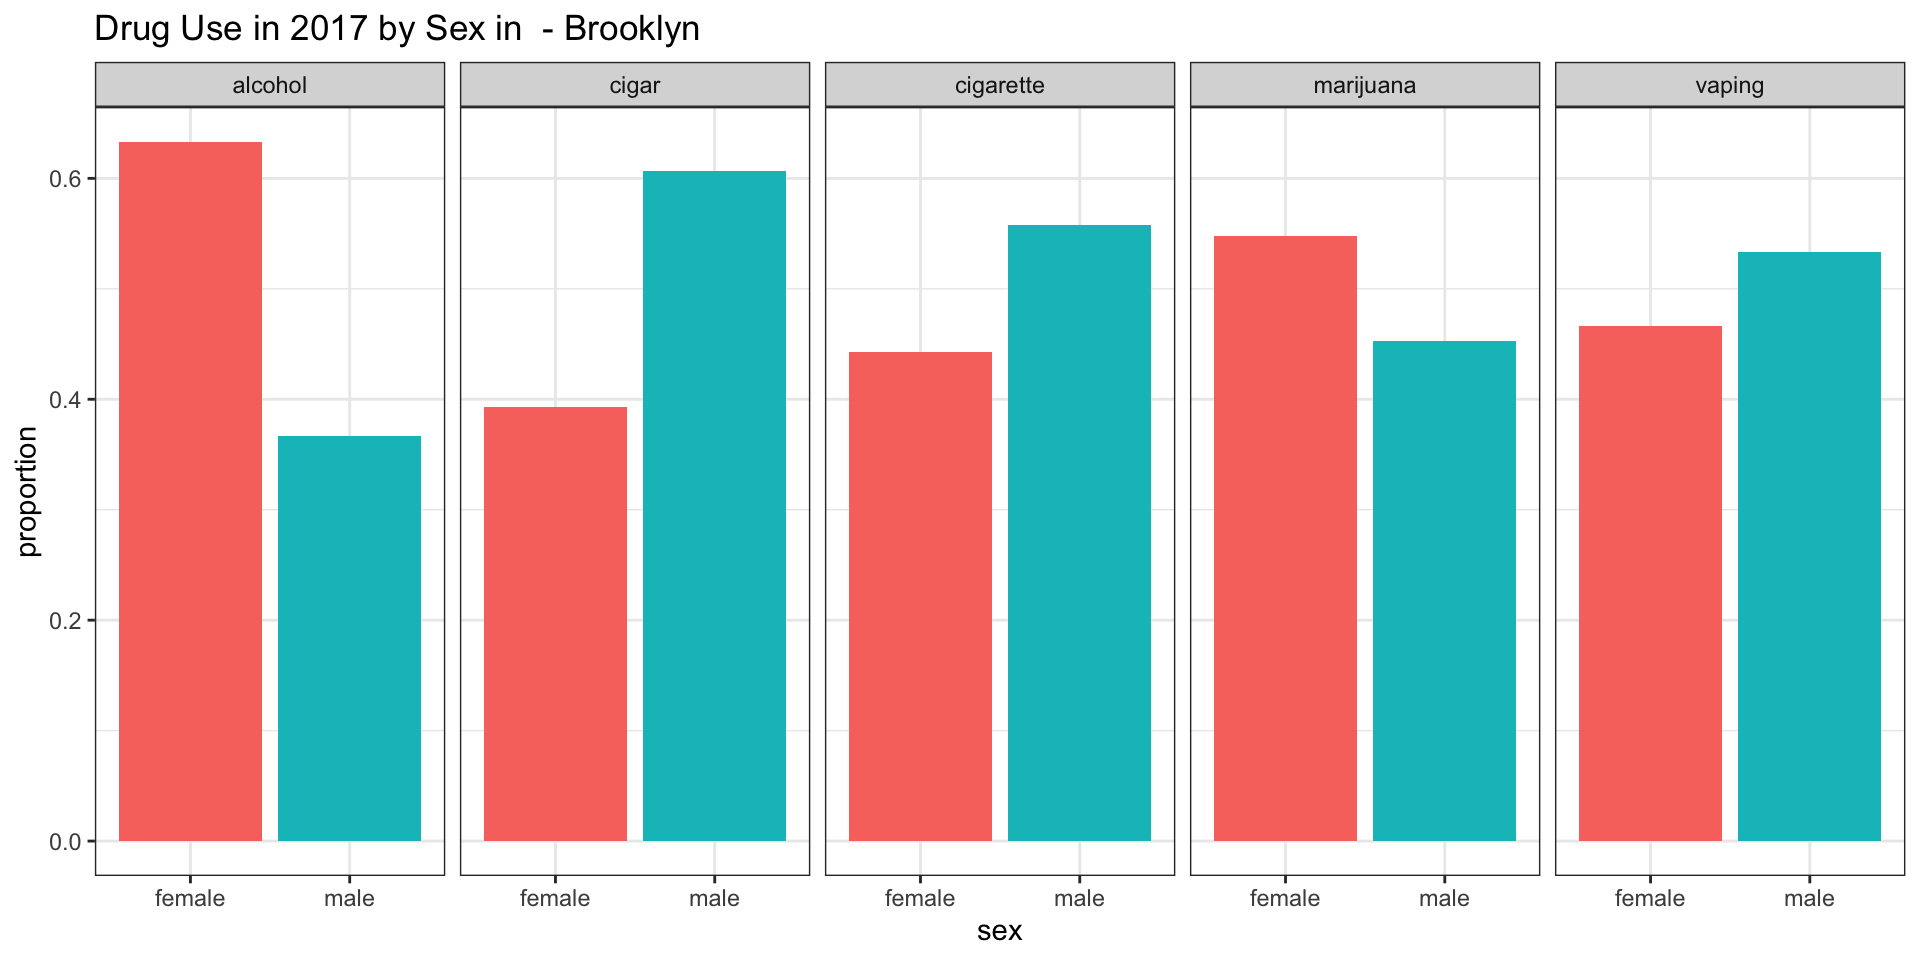 Drug Use in 2017 by Sex in  - Brooklyn
alcohol
cigar
cigarette
marijuana
vaping
proportion
0.6
0.4
0.2
0.0
female
male
female
male
female
male
female
male
female
male
sex